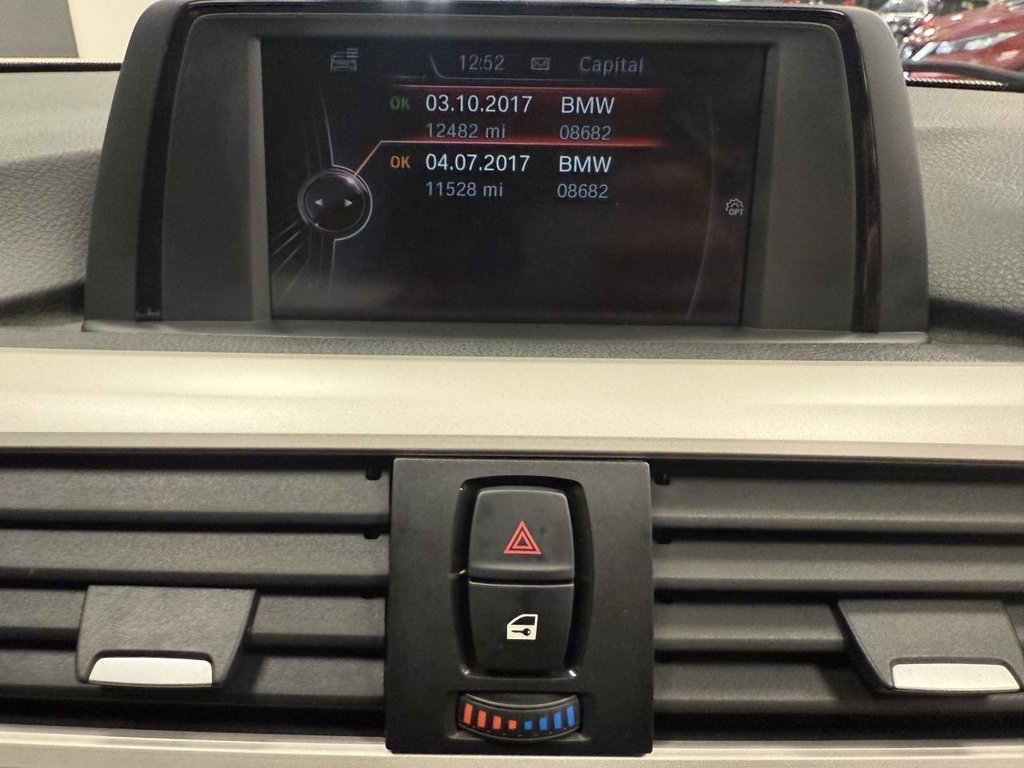 12:52 Capital
OK 03.10.2017 BMW
12482 mi 08682
OK 04.07.2017 BMW
11528 mi 08682
OPT